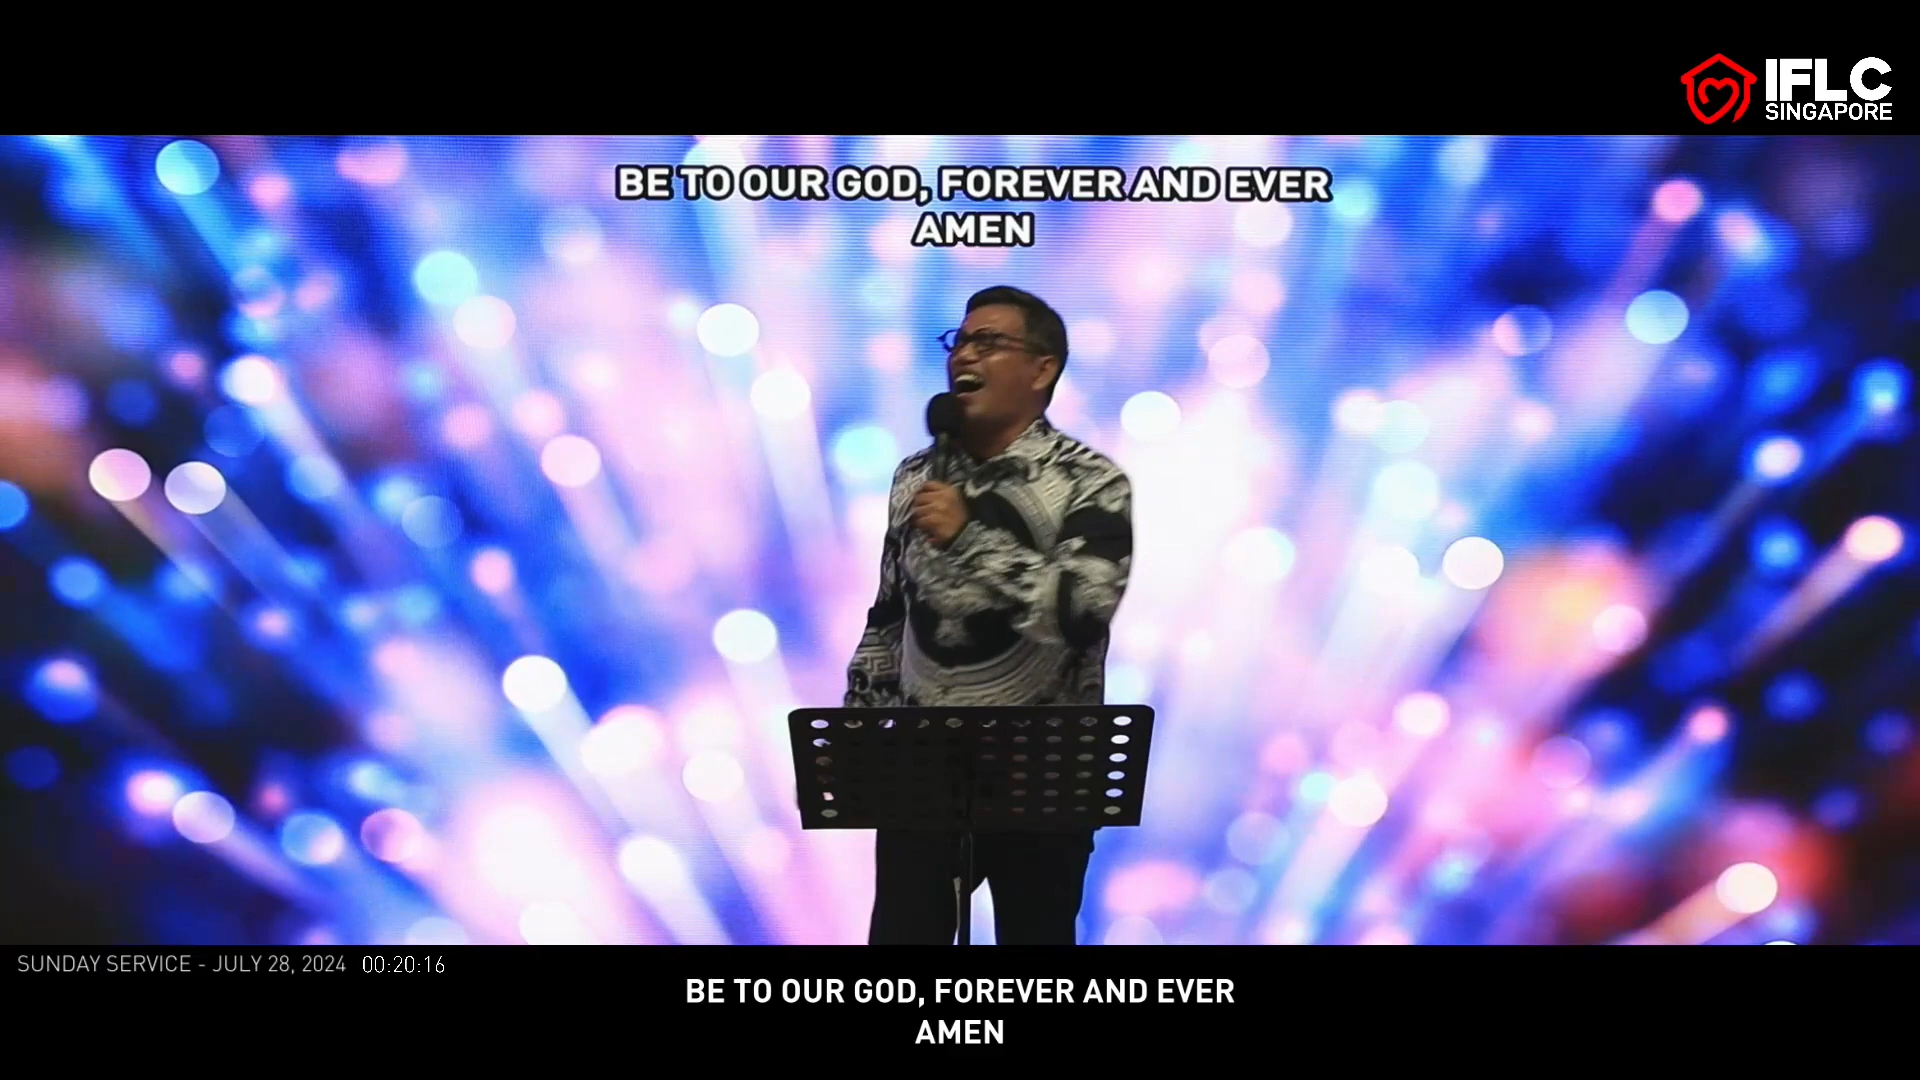 IFLC
SINGAPORE
BE TO OUR GOD, FOREVER AND EVER
AMEN
SUNDAY SERVICE - JULY 28, 2024 00:20:16
BE TO OUR GOD, FOREVER AND EVER
AMEN